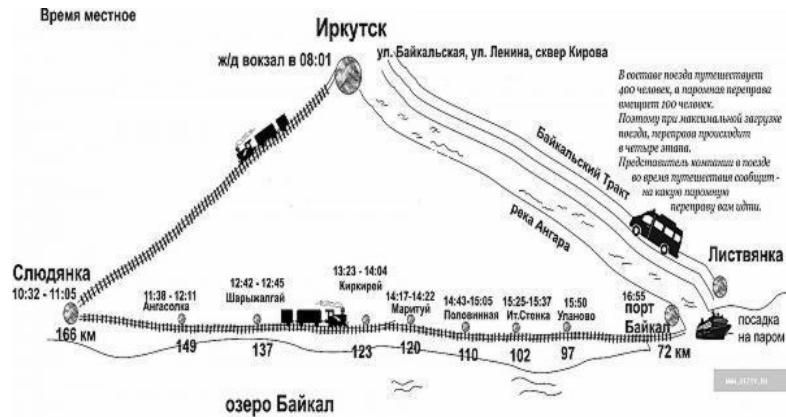 Время местное
Иркутск
ж/д вокзал в 08:01
ул. Байкальская, ул. Ленина, сквер Кирова
В составе поезда путешествует
400 человек, а паромная переправа
вмещает 100 человек.
Поэтому при максимальной загрузке
поезда, переправа происходит
в четыре этапа.
Представитель компании в поезде
во время путешествия сообщит -
на какую паромную
переправу вам идти.
Байкальский Тракт
река Ангара
Листвянка
Слюдянка
10:32 - 11:05
11:38 - 12:11
Ангасолка
12:42 - 12:45
Шарыжалгай
13:23 - 14:04
Киркирей
14:17-14:22
Маритуй
14:43-15:05
Половинная
15:25-15:37
Ит.Стенка
15:50
Уланово
16:55
порт
Байкал
посадка
на паром
166 км
149
137
123
120
110
102
97
72 км
озеро Байкал